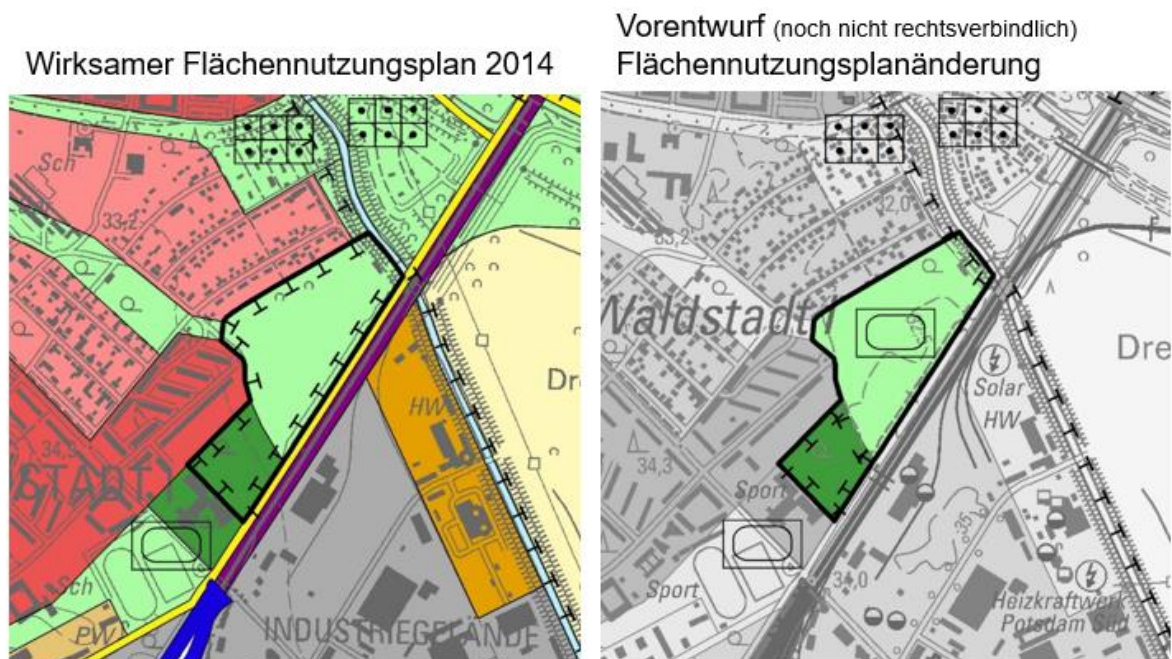 Wirksamer Flächennutzungsplan 2014
Vorentwurf (noch nicht rechtsverbindlich)
Flächennutzungsplanänderung
Sch
33,2
HW
Dr
34,3
STADT
Sch
PW
INDUSTRIEGELÄNDE
32,0
33,2
Waldstadt
Dre
Solar
HW
34,3
Sport
35
Sport
34,0
Heizkraftwerk
Potsdam Süd